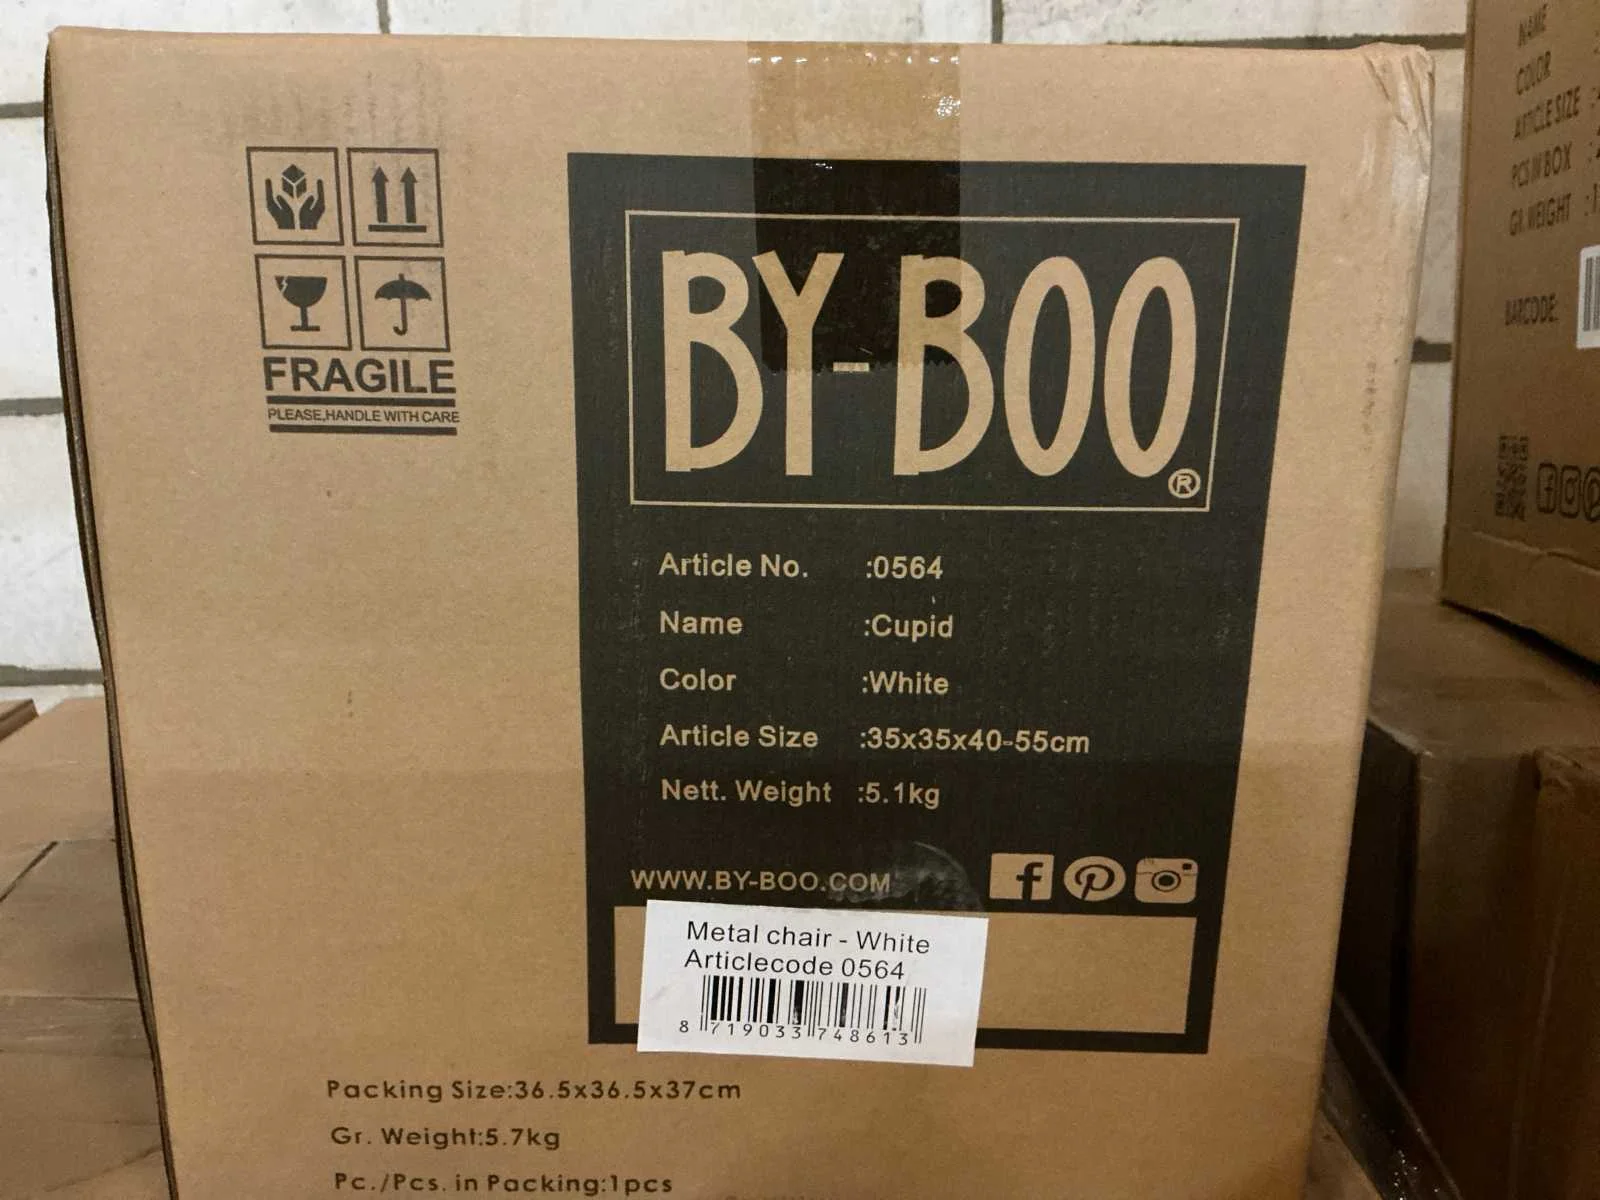 FRAGILE
PLEASE,HANDLE WITH CARE
BY-BOO®
Article No. :0564
Name :Cupid
Color :White
Article Size :35x35x40-55cm
Nett. Weight :5.1kg
WWW.BY-BOO.COM
Metal chair - White
Articlecode 0564
8 719033 748613
Packing Size:36.5x36.5x37cm
Gr. Weight:5.7kg
Pc./Pcs. in Packing:1pcs
NAME
COLOR
ARTICLE SIZE :
PCS IN BOX :
GR. WEIGHT :
BARCODE: